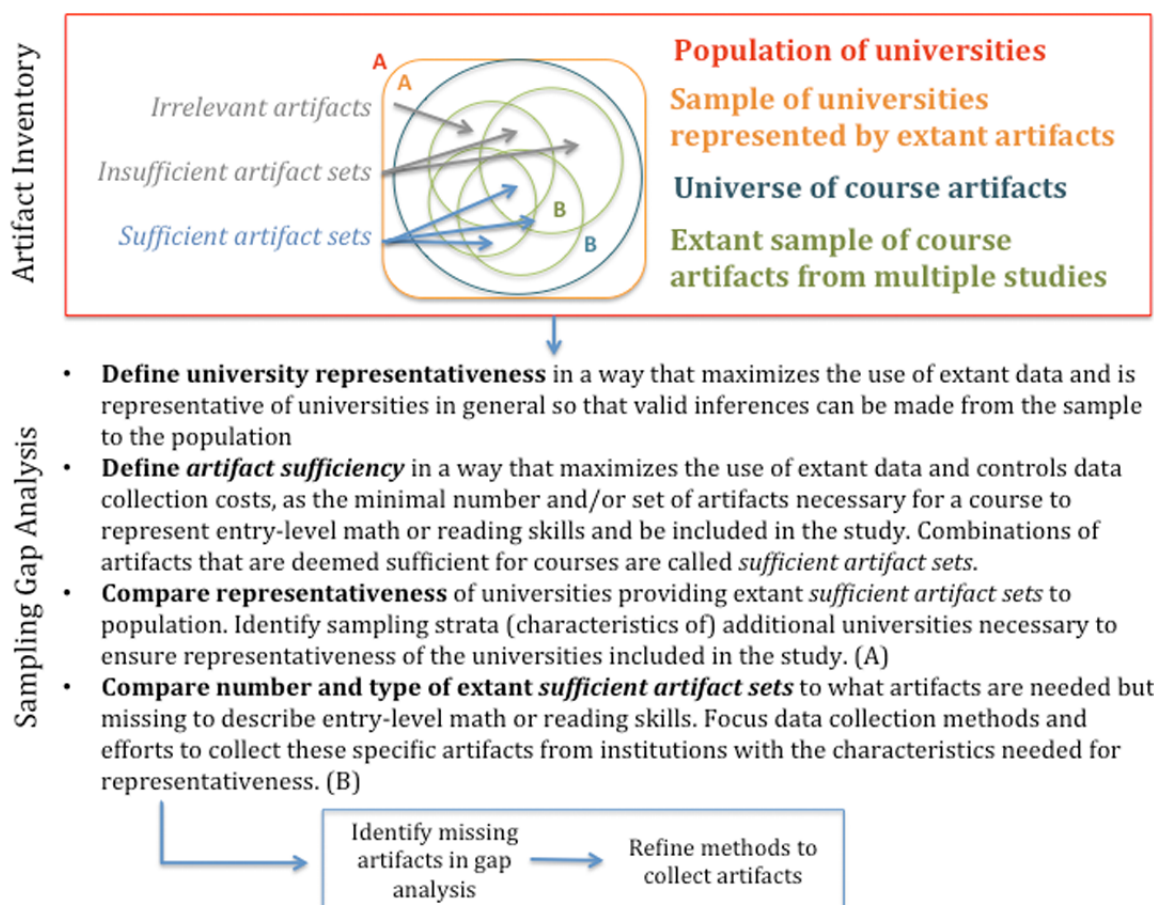 Artifact Inventory
A
A
Irrelevant artifacts
Insufficient artifact sets
Sufficient artifact sets
B
B
Population of universities
Sample of universities
represented by extant artifacts
Universe of course artifacts
Extant sample of course
artifacts from multiple studies
Sampling Gap Analysis
• Define university representativeness in a way that maximizes the use of extant data and is
representative of universities in general so that valid inferences can be made from the sample
to the population
• Define artifact sufficiency in a way that maximizes the use of extant data and controls data
collection costs, as the minimal number and/or set of artifacts necessary for a course to
represent entry-level math or reading skills and be included in the study. Combinations of
artifacts that are deemed sufficient for courses are called sufficient artifact sets.
• Compare representativeness of universities providing extant sufficient artifact sets to
population. Identify sampling strata (characteristics of) additional universities necessary to
ensure representativeness of the universities included in the study. (A)
• Compare number and type of extant sufficient artifact sets to what artifacts are needed but
missing to describe entry-level math or reading skills. Focus data collection methods and
efforts to collect these specific artifacts from institutions with the characteristics needed for
representativeness. (B)
Identify missing
artifacts in gap
analysis
Refine methods to
collect artifacts